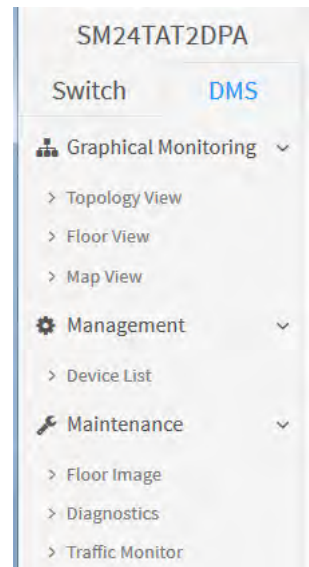 SM24TAT2DPA
Switch DMS
Graphical Monitoring
> Topology View
> Floor View
> Map View
Management
> Device List
Maintenance
> Floor Image
> Diagnostics
> Traffic Monitor